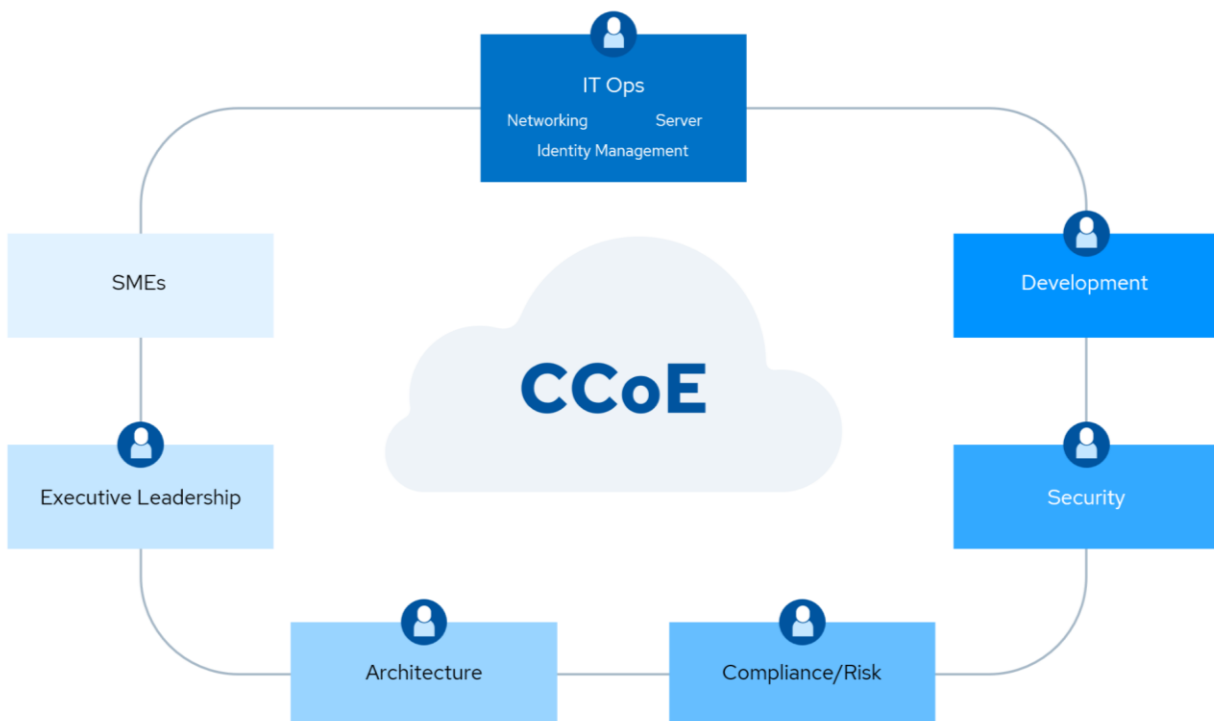 IT Ops
Networking Server
Identity Management
SMEs
Development
CCoE
Executive Leadership
Security
Architecture
Compliance/Risk